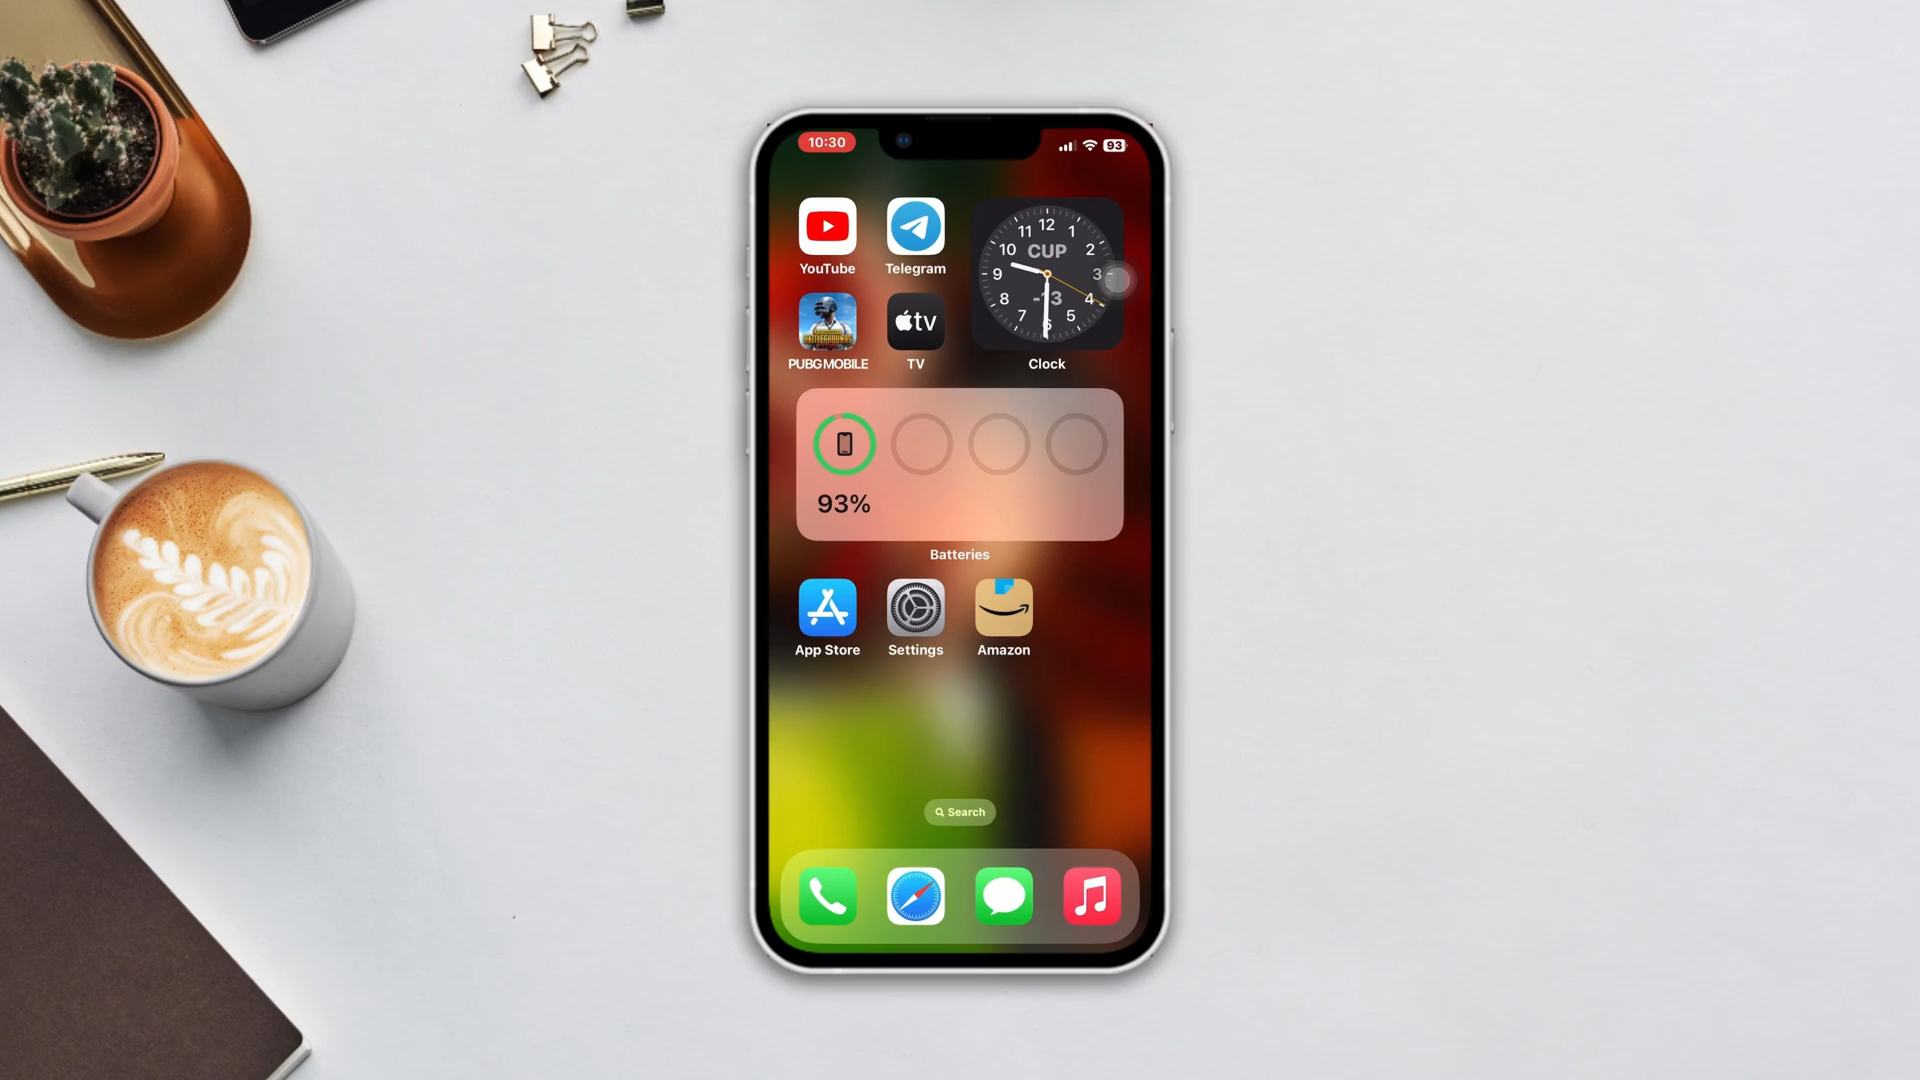 10:30
93
YouTube
Telegram
12
11
1
10
CUP
2
9
3
8
-13
4
7
6
5
PUBG MOBILE
tv
TV
Clock
93%
Batteries
App Store
Settings
Amazon
Search